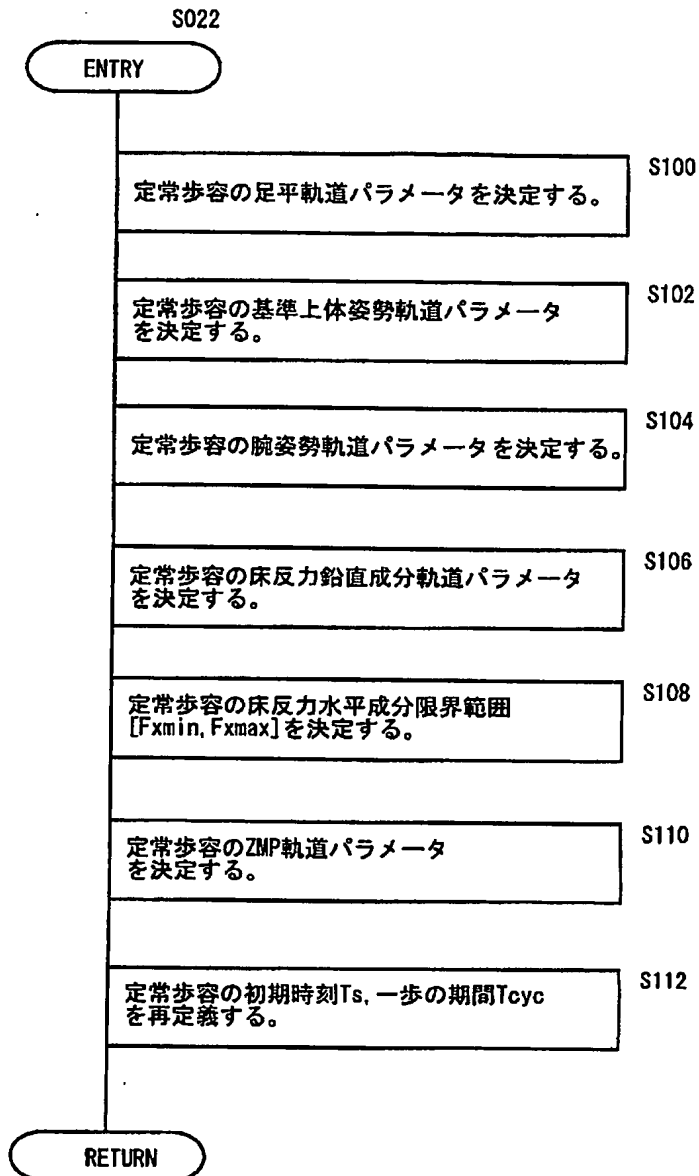 S022
ENTRY
S100
定常歩容の足平軌道パラメータを決定する。
S102
定常歩容の基準上体姿勢軌道パラメータ
を決定する。
S104
定常歩容の腕姿勢軌道パラメータを決定する。
S106
定常歩容の床反力鉛直成分軌道パラメータ
を決定する。
S108
定常歩容の床反力水平成分限界範囲
[Fxmin,Fxmax]を決定する。
S110
定常歩容のZMP軌道パラメータ
を決定する。
S112
定常歩容の初期時刻Ts,一歩の期間Tcyc
を再定義する。
RETURN